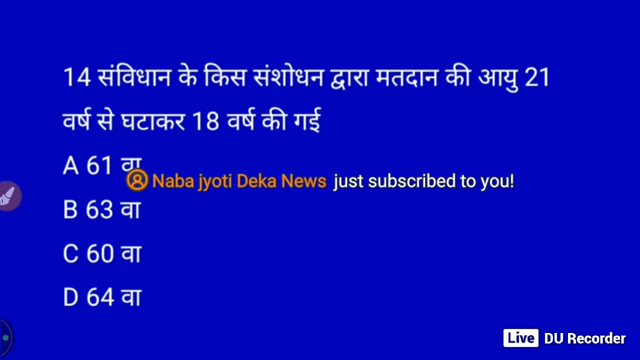 14 संविधान के किस संशोधन द्वारा मतदान की आयु 21
वर्ष से घटाकर 18 वर्ष की गई
A 61 वा
Naba jyoti Deka News just subscribed to you!
B 63 वा
C 60 वा
D 64 वा
Live DU Recorder